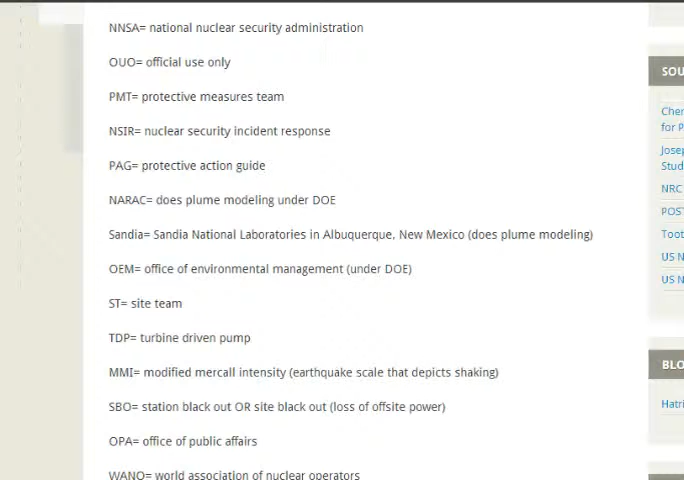 NNSA= national nuclear security administration
OUO= official use only
PMT= protective measures team
NSIR= nuclear security incident response
PAG= protective action guide
NARAC= does plume modeling under DOE
Sandia= Sandia National Laboratories in Albuquerque, New Mexico (does plume modeling)
OEM= office of environmental management (under DOE)
ST= site team
TDP= turbine driven pump
MMI= modified mercall intensity (earthquake scale that depicts shaking)
SBO= station black out OR site black out (loss of offsite power)
OPA= office of public affairs
WANO= world association of nuclear operators
SOU
Cher
for P
Josep
Stud
NRC
POST
Toot
US N
US N
BLO
Hatri